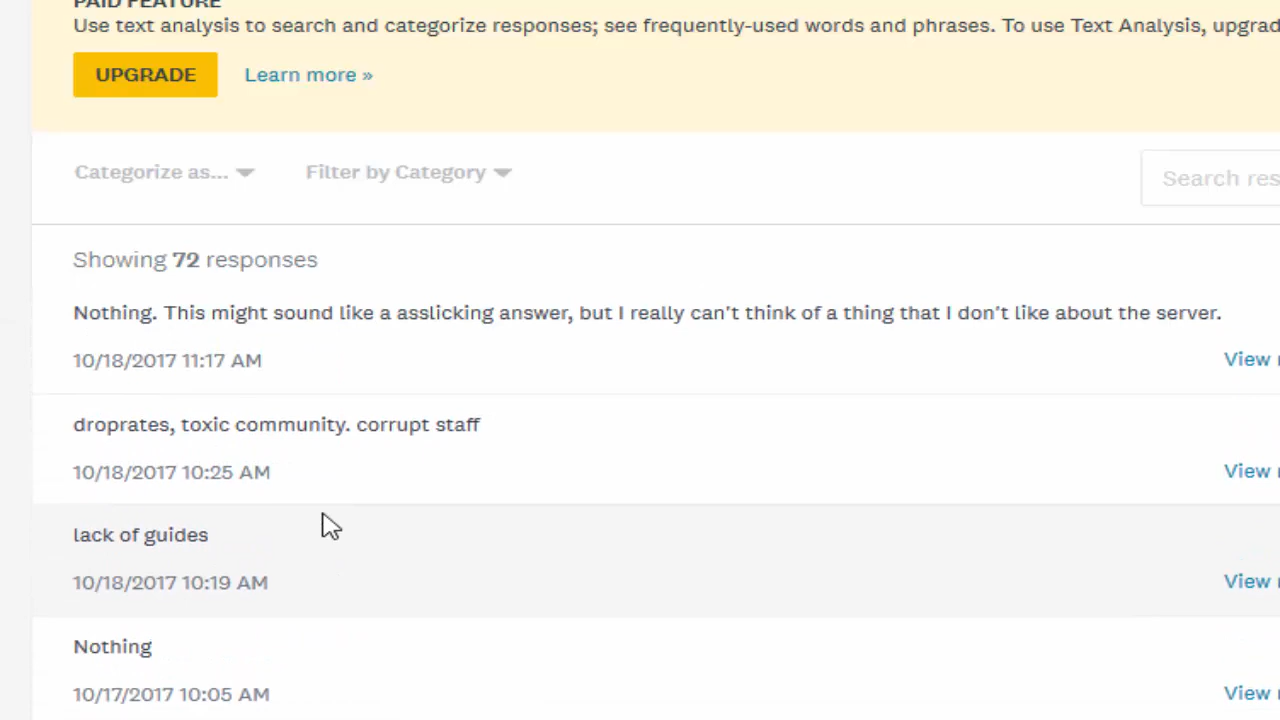 PAID FEATURE
Use text analysis to search and categorize responses; see frequently-used words and phrases. To use Text Analysis, upgrad
UPGRADE Learn more »
Categorize as... Filter by Category Search res
Showing 72 responses
Nothing. This might sound like a asslicking answer, but I really can't think of a thing that I don't like about the server.
10/18/2017 11:17 AM View
droprates, toxic community. corrupt staff
10/18/2017 10:25 AM View
lack of guides
10/18/2017 10:19 AM View
Nothing
10/17/2017 10:05 AM View